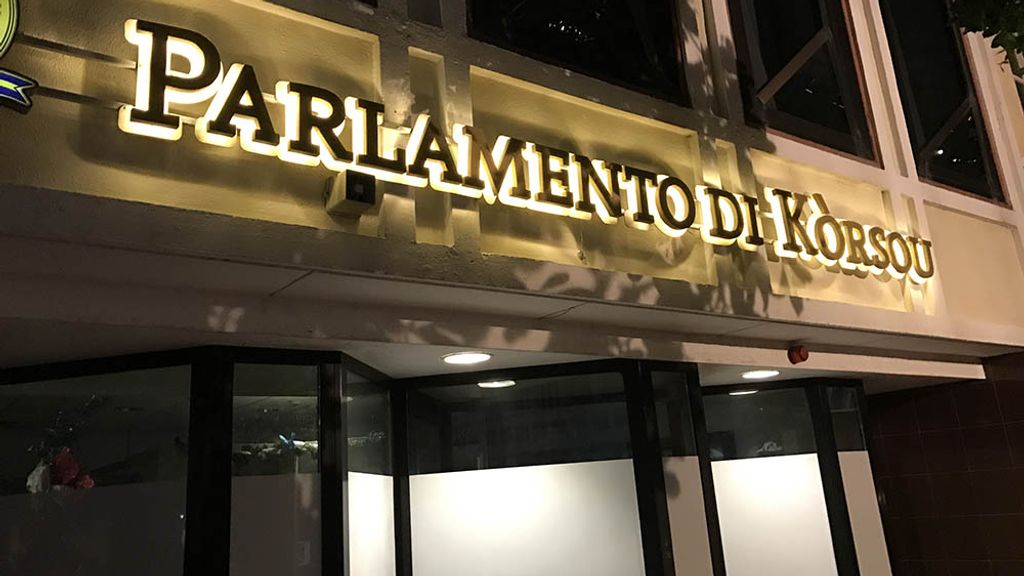 PARLAMENTO DI KÒRSOU